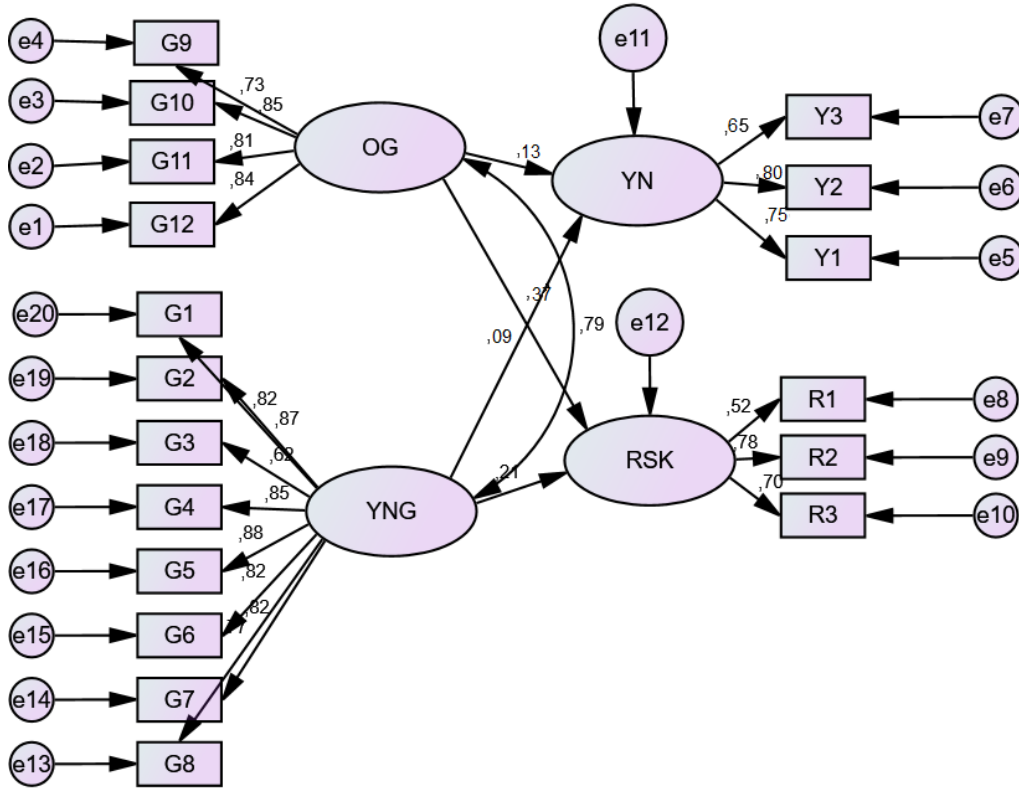 e4
G9
e3
G10
e2
G11
e1
G12
,73
,85
,81
,84
OG
e11
,13
YN
,65
,80
,75
Y3
e7
Y2
e6
Y1
e5
,37
,79
,09
e12
e20
G1
e19
G2
e18
G3
e17
G4
e16
G5
e15
G6
e14
G7
e13
G8
,82
,87
,62
,85
,88
,82
,82
YNG
,21
RSK
,52
,78
,70
R1
e8
R2
e9
R3
e10